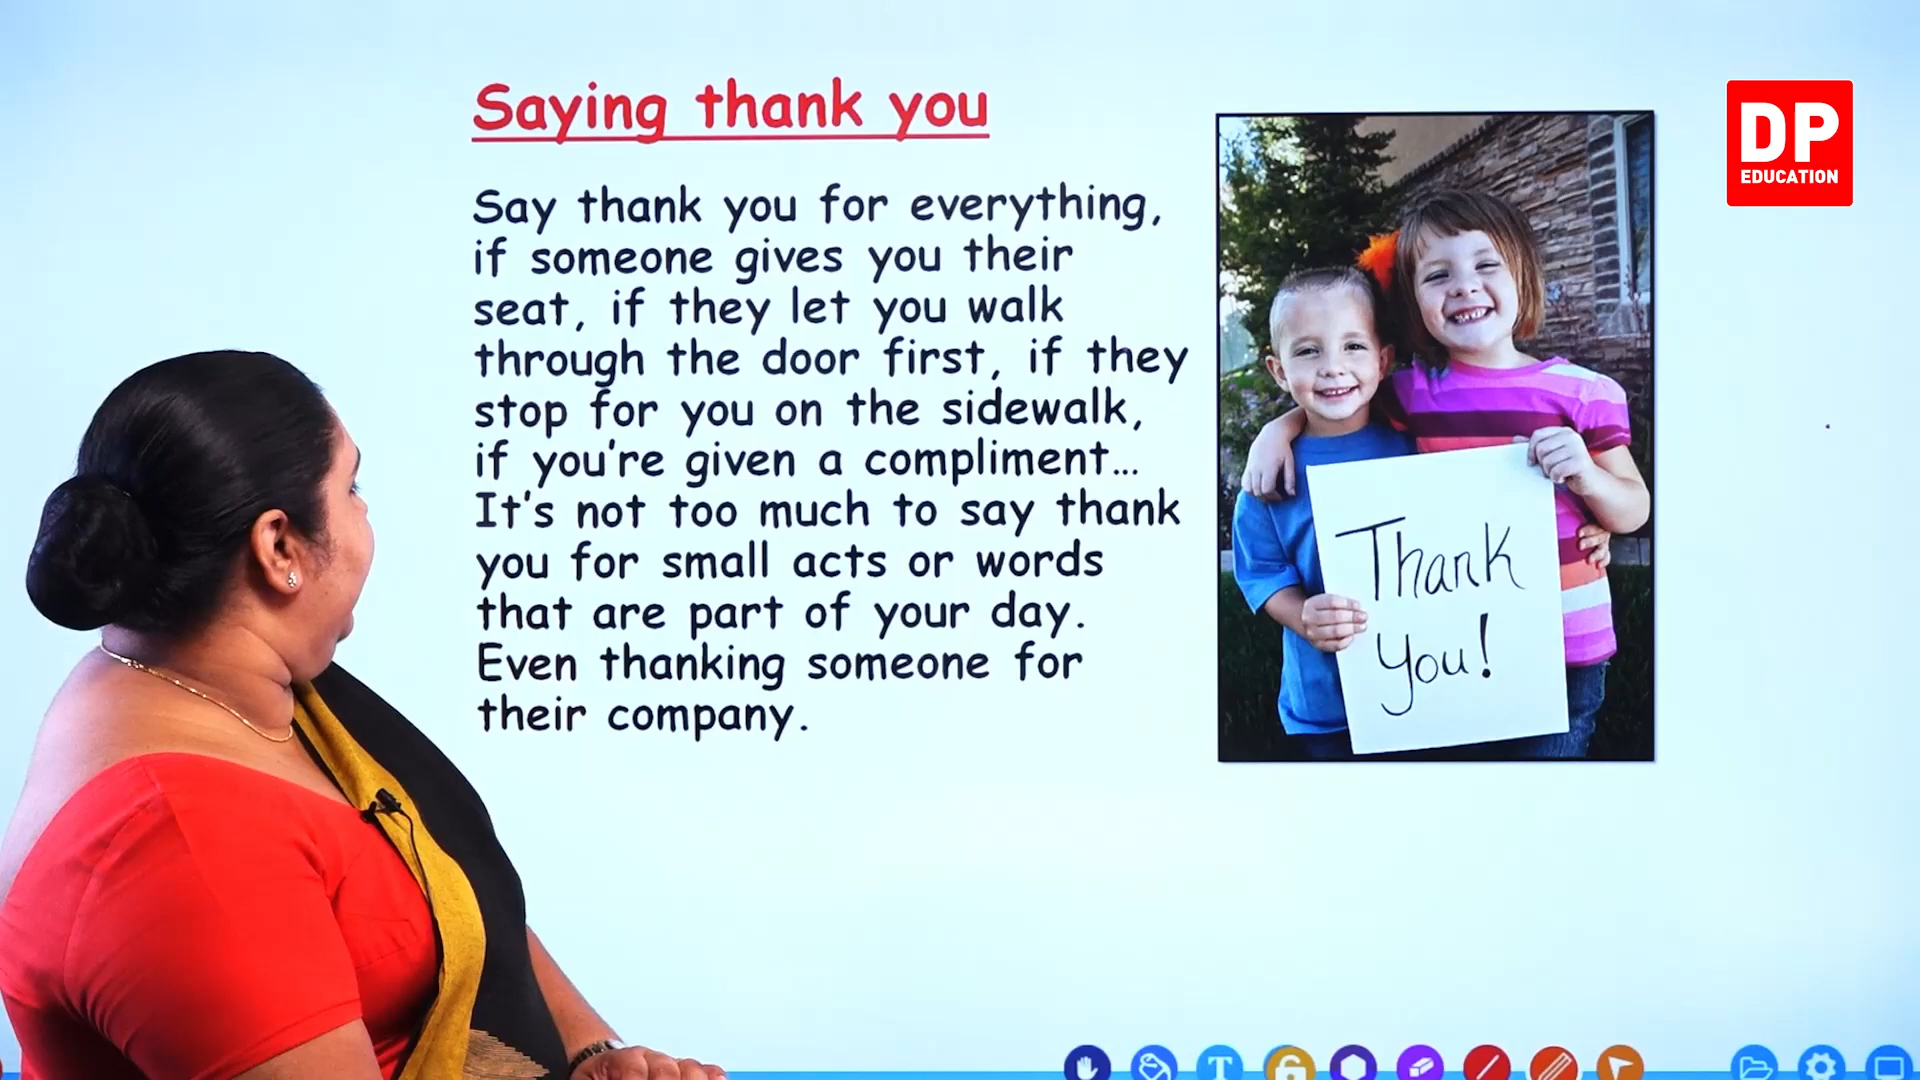 Saying thank you
Say thank you for everything,
if someone gives you their
seat, if they let you walk
through the door first, if they
stop for you on the sidewalk,
if you're given a compliment...
It's not too much to say thank
you for small acts or words
that are part of your day.
Even thanking someone for
their company.
Thank
you!
DP
EDUCATION
T